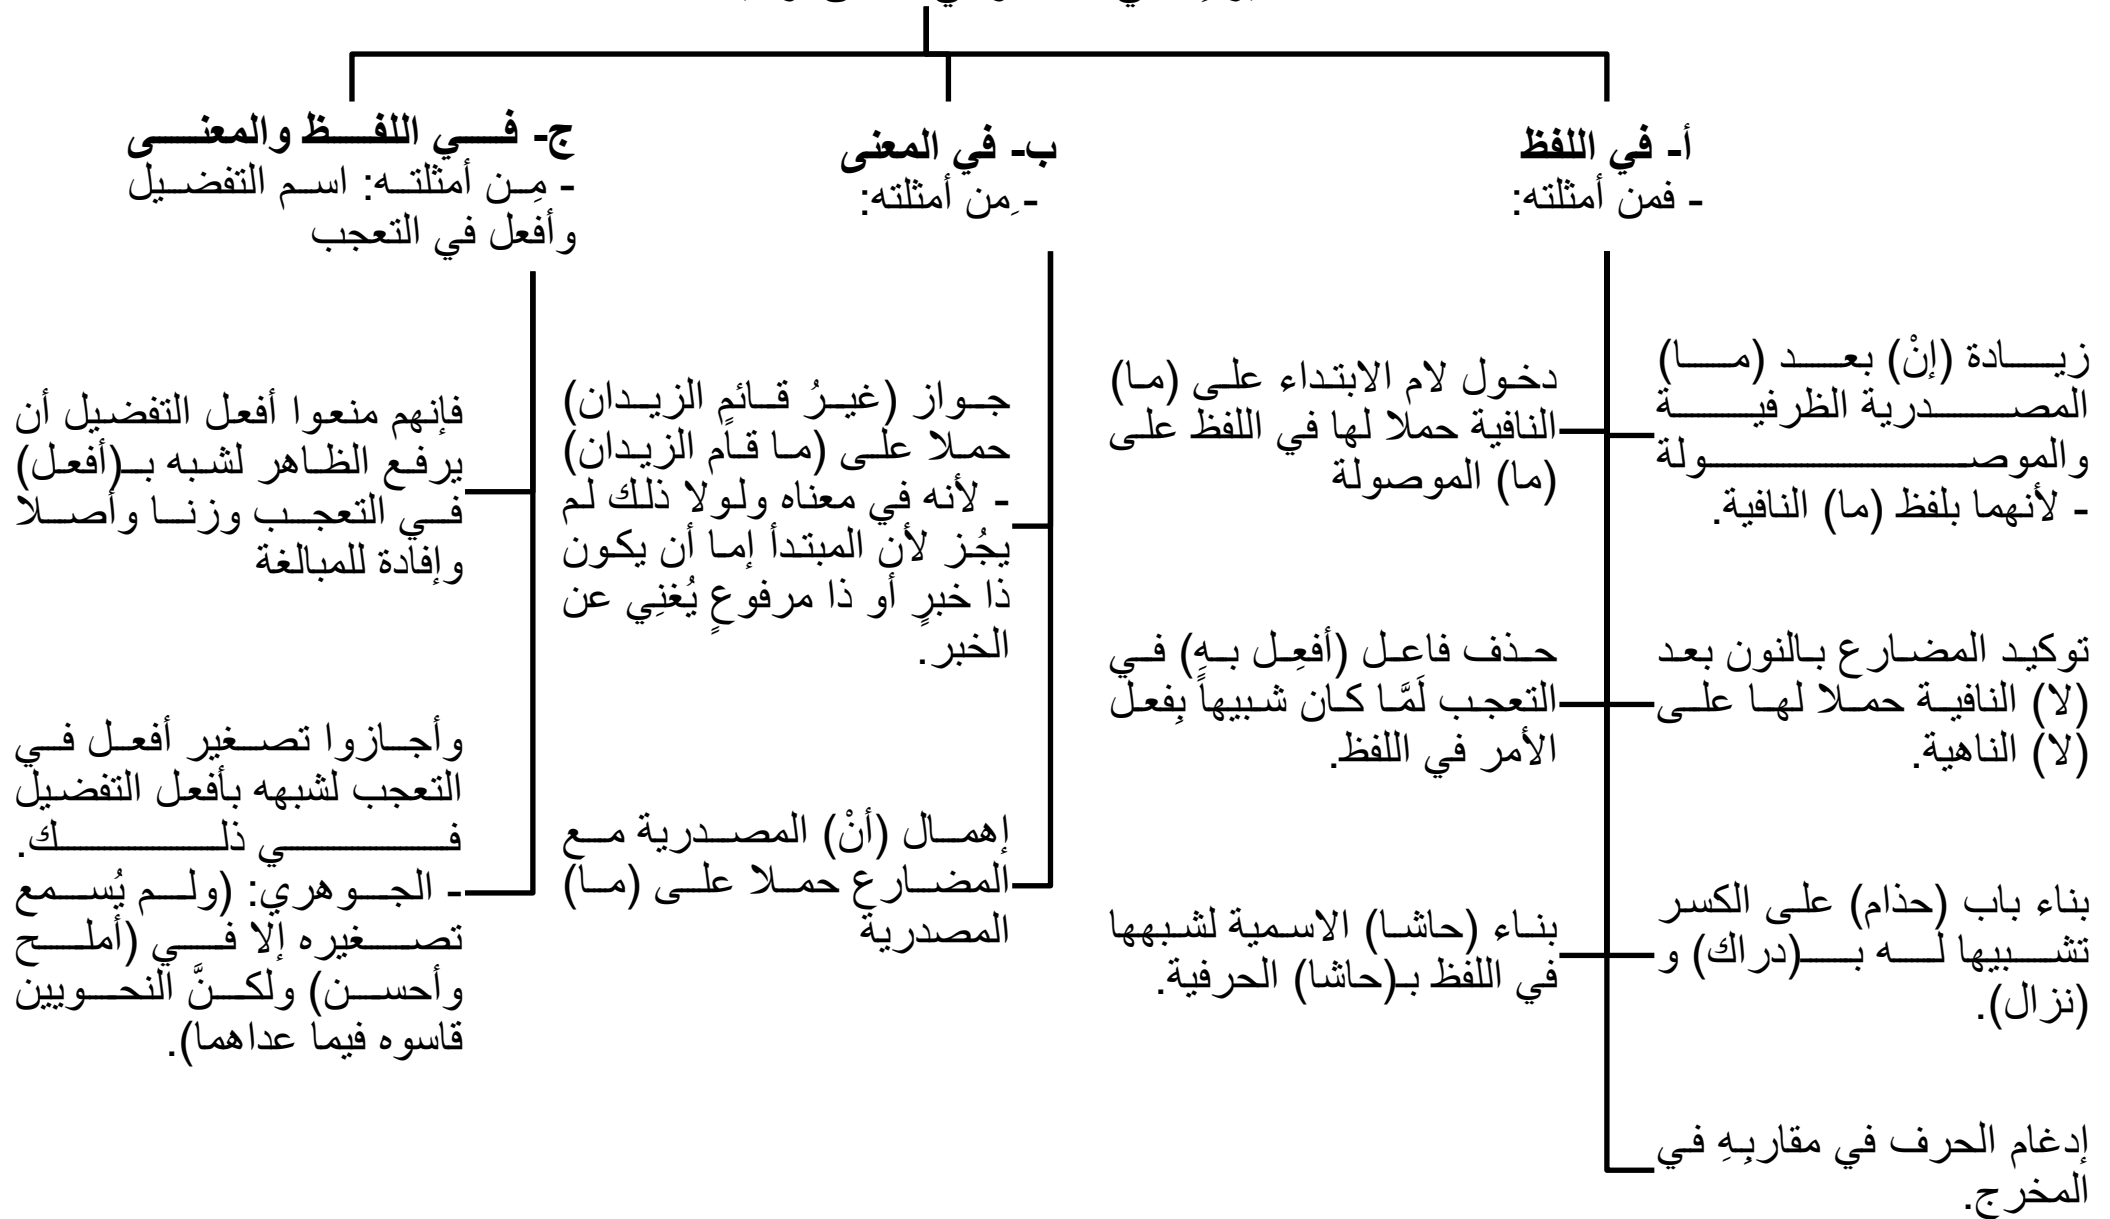 أ- في اللفظ
- فمن أمثلته:
زيادة (إنْ) بعد (ما)
المصدرية الظرفية
والموصولة
- لأنهما بلفظ (ما) النافية.
دخول لام الابتداء على (ما)
النافية حملا لها في اللفظ على
(ما) الموصولة
توكيد المضارع بالنون بعد
(لا) النافية حملا لها على
(لا) الناهية.
حذف فاعل (أفعِل بهِ) في
التعجب لَمَّا كان شبيهاً بِفعل
الأمر في اللفظ.
بناء باب (حذام) على الكسر
تشبيها له بـ(دراك) و
(نزال).
بناء (حاشا) الاسمية لشبهها
في اللفظ بـ(حاشا) الحرفية.
إدغام الحرف في مقاربِهِ في
المخرج.
ب- في المعنى
- مِن أمثلته:
جواز (غيرُ قائمٍ الزيدان)
حملا على (ما قام الزيدان)
- لأنه في معناه ولولا ذلك لم
يجُز لأن المبتدأ إما أن يكون
ذا خبرٍ أو ذا مرفوعٍ يُغنِي عن
الخبر.
إهمال (أنْ) المصدرية مع
المضارع حملا على (ما)
المصدرية
ج- في اللفظ والمعنى
- مِن أمثلته: اسم التفضيل
وأفعل في التعجب
فإنهم منعوا أفعل التفضيل أن
يرفع الظاهر لشبه بـ(أفعل)
في التعجب وزنا وأصلا
وإفادة للمبالغة
وأجازوا تصغير أفعل في
التعجب لشبهه بأفعل التفضيل
في ذلك.
- الجوهري: (ولم يُسمع
تصغيره إلا في (أملح
وأحسن) ولكنَّ النحويين
قاسوه فيما عداهما).